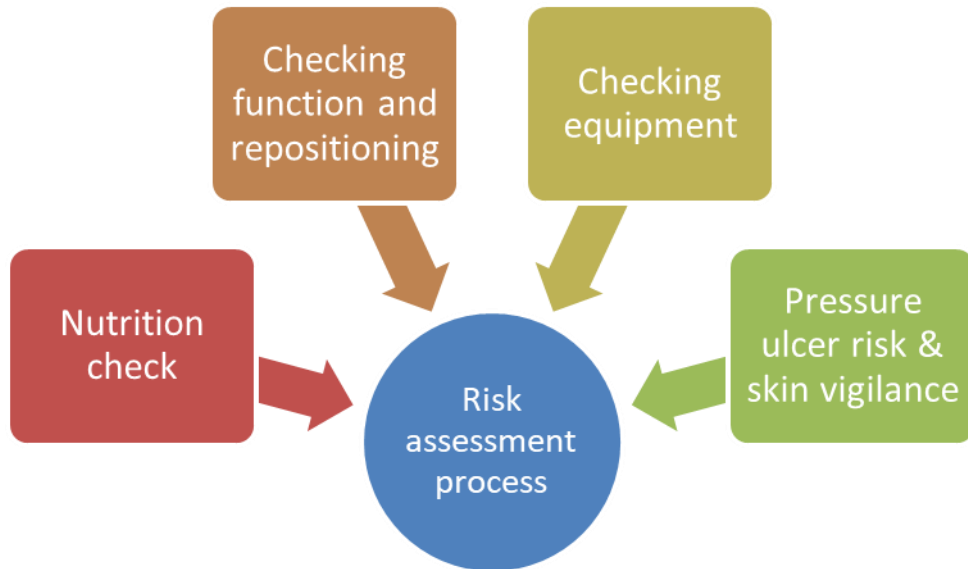 Checking
function and
repositioning
Checking
equipment
Nutrition
check
Pressure
ulcer risk &
skin vigilance
Risk
assessment
process